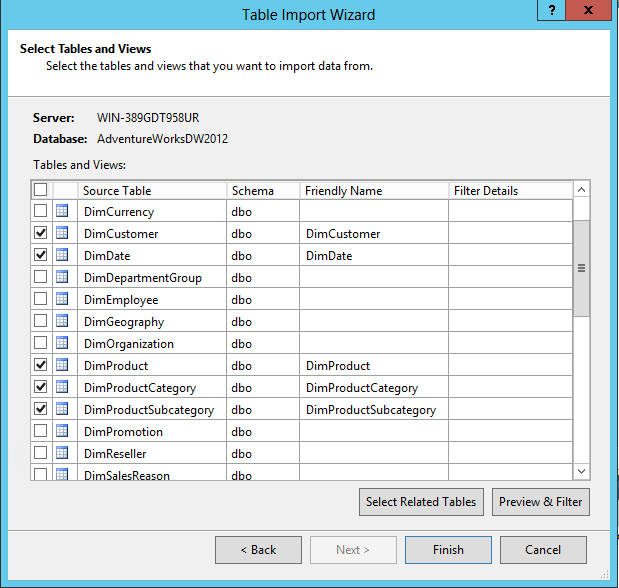 Table Import Wizard
?
x
Select Tables and Views
Select the tables and views that you want to import data from.
Server: WIN-389GDT958UR
Database: AdventureWorksDW2012
Tables and Views:
Source Table Schema Friendly Name Filter Details
DimCurrency dbo
DimCustomer dbo DimCustomer
DimDate dbo DimDate
DimDepartmentGroup dbo
DimEmployee dbo
DimGeography dbo
DimOrganization dbo
DimProduct dbo DimProduct
DimProductCategory dbo DimProductCategory
DimProductSubcategory dbo DimProductSubcategory
DimPromotion dbo
DimReseller dbo
DimSalesReason dbo
Select Related Tables Preview & Filter
< Back Next > Finish Cancel